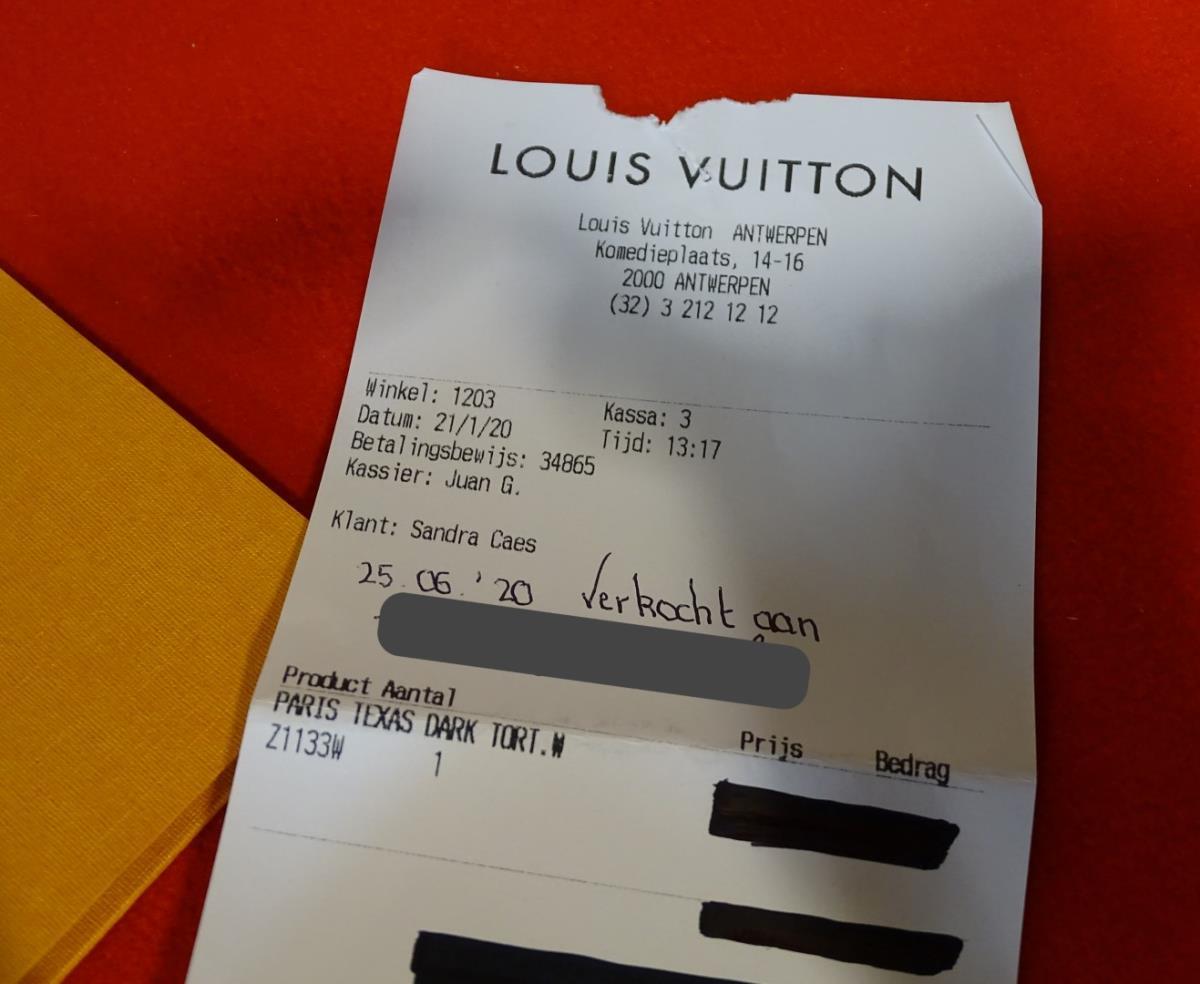 LOUIS VUITTON
Louis Vuitton ANTWERPEN
Komedieplaats, 14-16
2000 ANTWERPEN
(32) 3 212 12 12
Winkel: 1203 Kassa: 3
Datum: 21/1/20 Tijd: 13:17
Betalingsbewijs: 34865
Kassier: Juan G.
Klant: Sandra Caes
25.06.'20 Verkocht aan
Product Aantal Prijs Bedrag
PARIS TEXAS DARK TORT.W
Z1133W 1